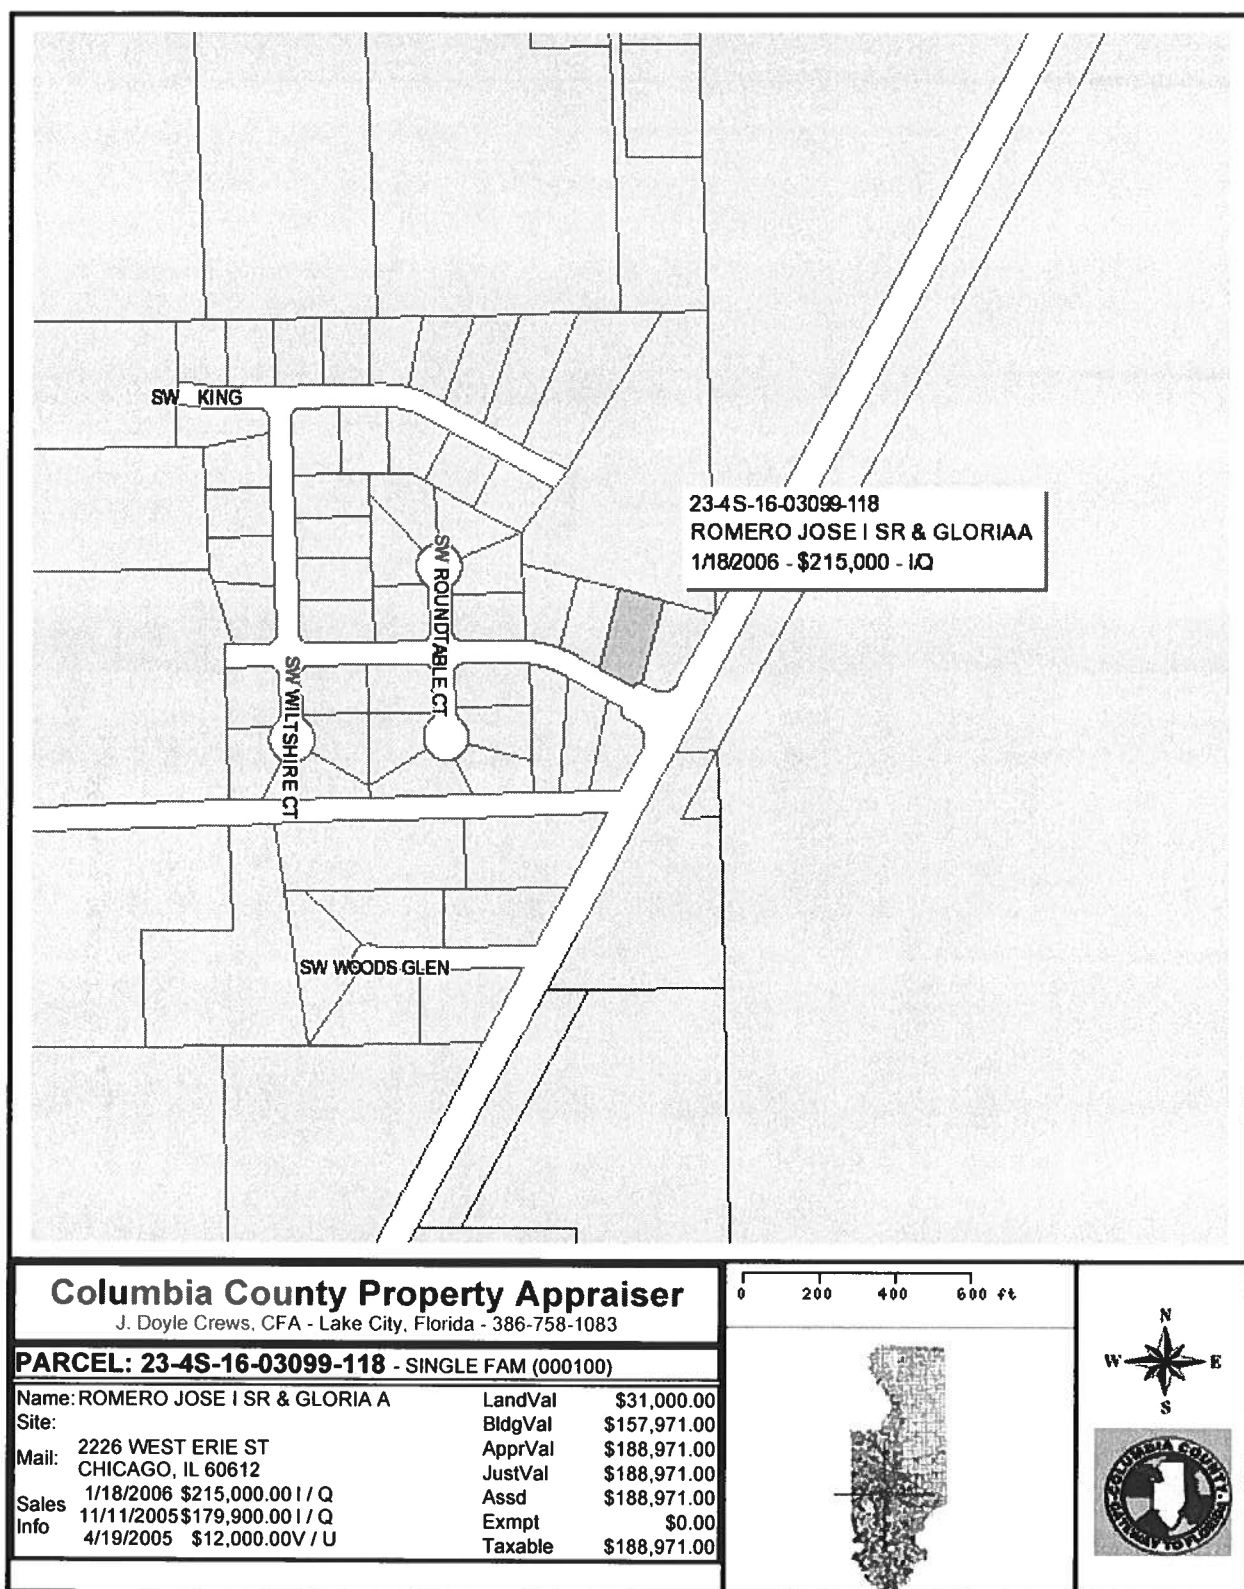 SW KING
23-4S-16-03099-118
ROMERO JOSE I SR & GLORIAA
1/18/2006 - $215,000 - I/Q
SW ROUNDTABLE CT
SW WILTSHIRE CT
SW WOODS GLEN
Columbia County Property Appraiser
J. Doyle Crews, CFA - Lake City, Florida - 386-758-1083
PARCEL: 23-4S-16-03099-118 - SINGLE FAM (000100)
Name: ROMERO JOSE I SR & GLORIA A
Site:
Mail: 2226 WEST ERIE ST
CHICAGO, IL 60612
Sales Info
1/18/2006 $215,000.00 I / Q
11/11/2005 $179,900.00 I / Q
4/19/2005 $12,000.00 V / U
LandVal $31,000.00
BldgVal $157,971.00
ApprVal $188,971.00
JustVal $188,971.00
Assd $188,971.00
Exmpt $0.00
Taxable $188,971.00
0 200 400 600 ft
N
W E
S
COLUMBIA COUNTY
GATEWAY TO FLORIDA